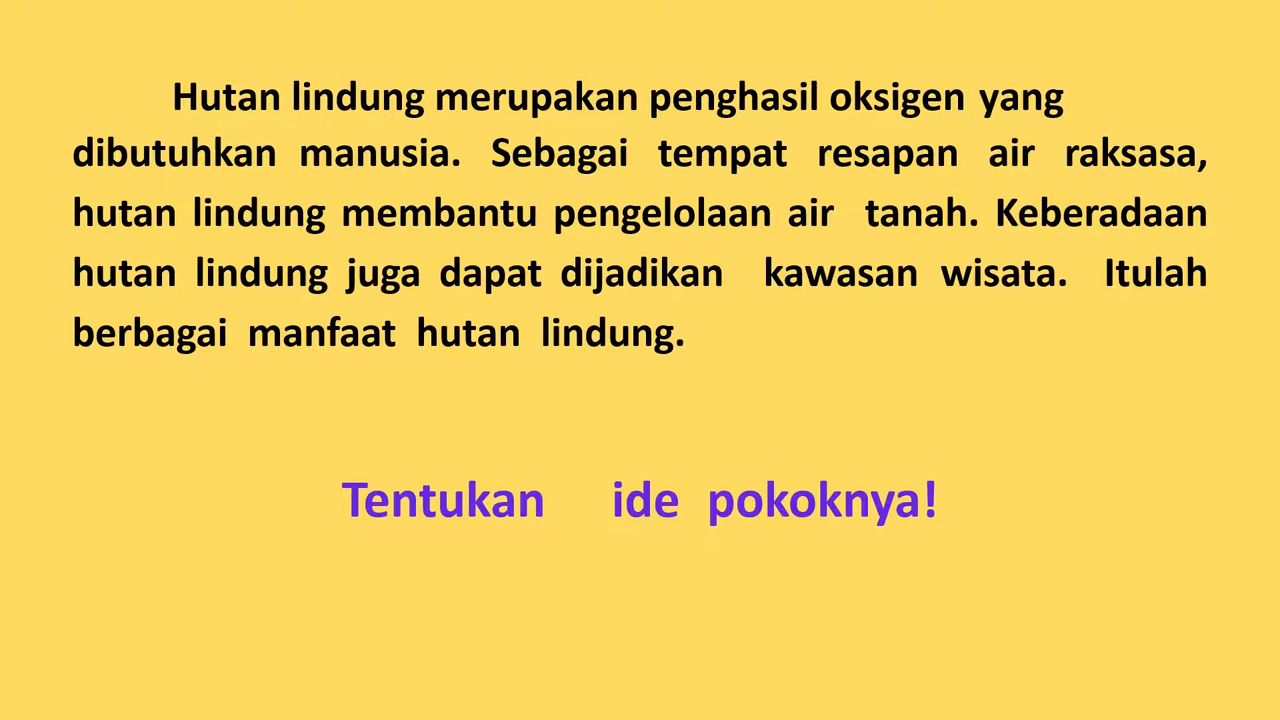 Hutan lindung merupakan penghasil oksigen yang
dibutuhkan manusia. Sebagai tempat resapan air raksasa,
hutan lindung membantu pengelolaan air tanah. Keberadaan
hutan lindung juga dapat dijadikan kawasan wisata. Itulah
berbagai manfaat hutan lindung.
Tentukan ide pokoknya!